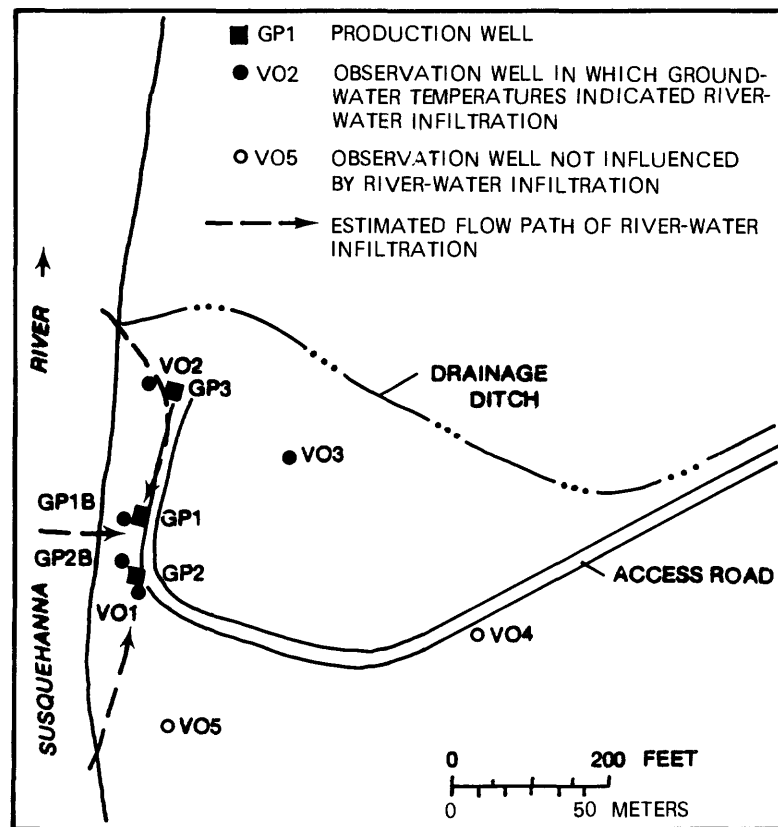 GP1 PRODUCTION WELL
VO2 OBSERVATION WELL IN WHICH GROUND-
WATER TEMPERATURES INDICATED RIVER-
WATER INFILTRATION
VO5 OBSERVATION WELL NOT INFLUENCED
BY RIVER-WATER INFILTRATION
ESTIMATED FLOW PATH OF RIVER-WATER
INFILTRATION
RIVER
VO2
GP3
DRAINAGE
DITCH
VO3
GP1B
GP1
GP2B
GP2
ACCESS ROAD
VO1
VO4
SUSQUEHANNA
VO5
0 200 FEET
0 50 METERS